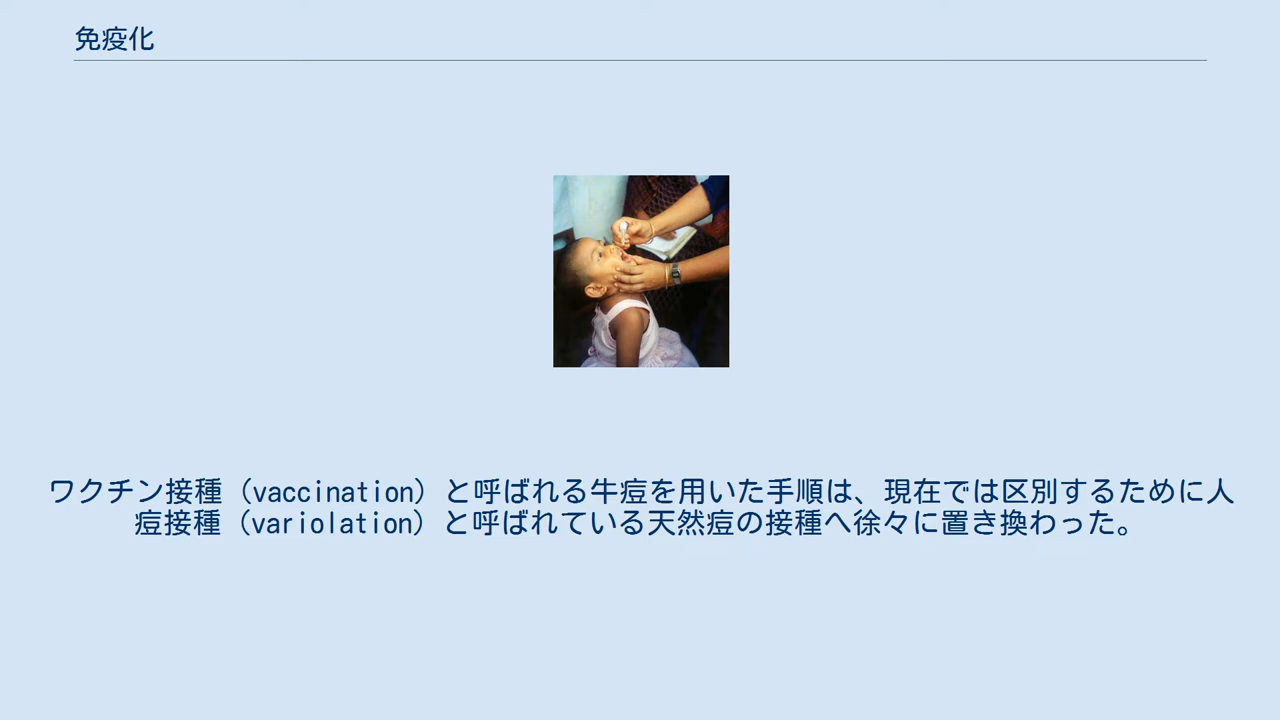 免疫化
ワクチン接種（vaccination）と呼ばれる牛痘を用いた手順は、現在では区別するために人
痘接種（variolation）と呼ばれている天然痘の接種へ徐々に置き換わった。